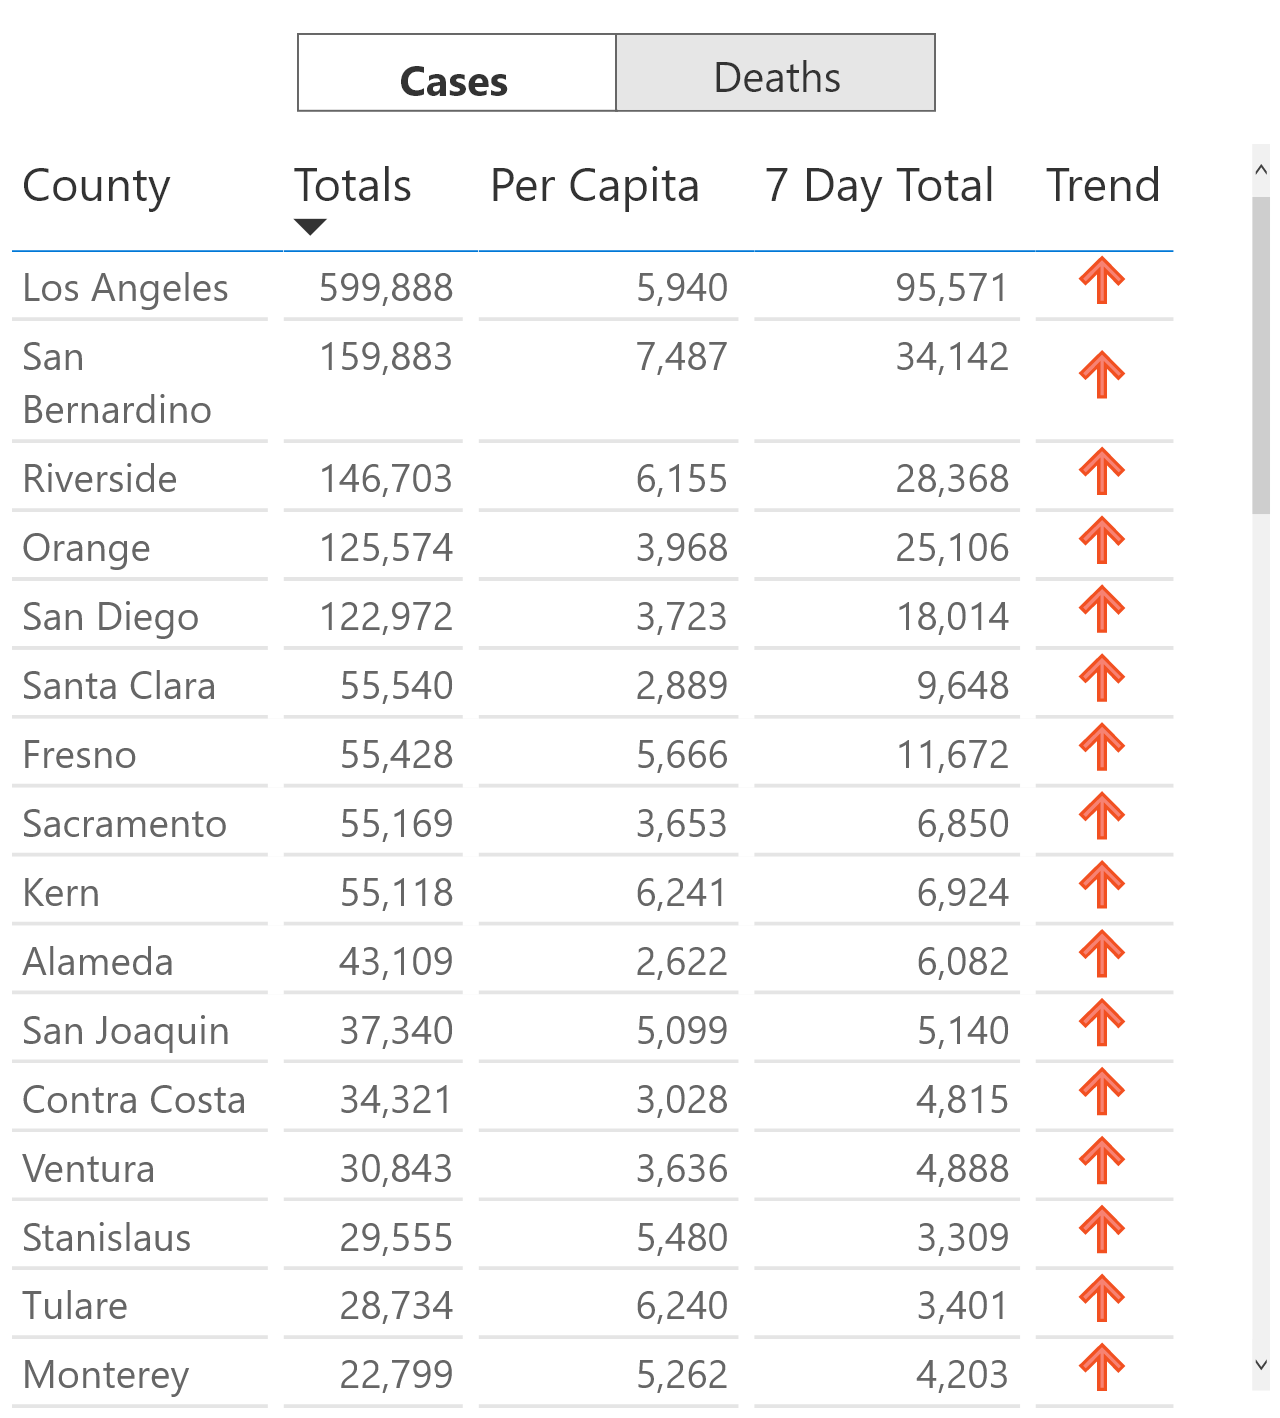 Cases Deaths
County Totals Per Capita 7 Day Total Trend
Los Angeles 599,888 5,940 95,571
San 159,883 7,487 34,142
Bernardino
Riverside 146,703 6,155 28,368
Orange 125,574 3,968 25,106
San Diego 122,972 3,723 18,014
Santa Clara 55,540 2,889 9,648
Fresno 55,428 5,666 11,672
Sacramento 55,169 3,653 6,850
Kern 55,118 6,241 6,924
Alameda 43,109 2,622 6,082
San Joaquin 37,340 5,099 5,140
Contra Costa 34,321 3,028 4,815
Ventura 30,843 3,636 4,888
Stanislaus 29,555 5,480 3,309
Tulare 28,734 6,240 3,401
Monterey 22,799 5,262 4,203